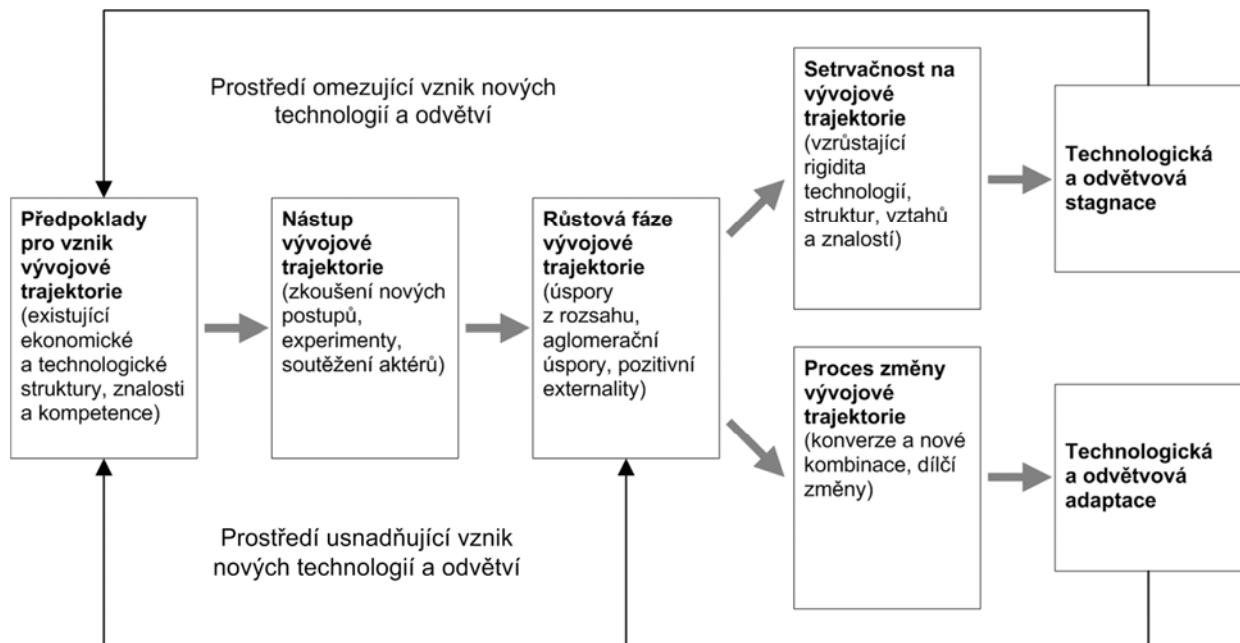 Prostředí omezující vznik nových
technologií a odvětví
Předpoklady
pro vznik
vývojové
trajektorie
(existující
ekonomické
a technologické
struktury, znalosti
a kompetence)
Nástup
vývojové
trajektorie
(zkoušení nových
postupů,
experimenty,
soutěžení aktérů)
Růstová fáze
vývojové
trajektorie
(úspory
z rozsahu,
aglomerační
úspory, pozitivní
externality)
Setrvačnost na
vývojové
trajektorie
(vzrůstající
rigidita
technologií,
struktur, vztahů
a znalostí)
Technologická
a odvětvová
stagnace
Proces změny
vývojové
trajektorie
(konverze a nové
kombinace, dílčí
změny)
Technologická
a odvětvová
adaptace
Prostředí usnadňující vznik
nových technologií a odvětví